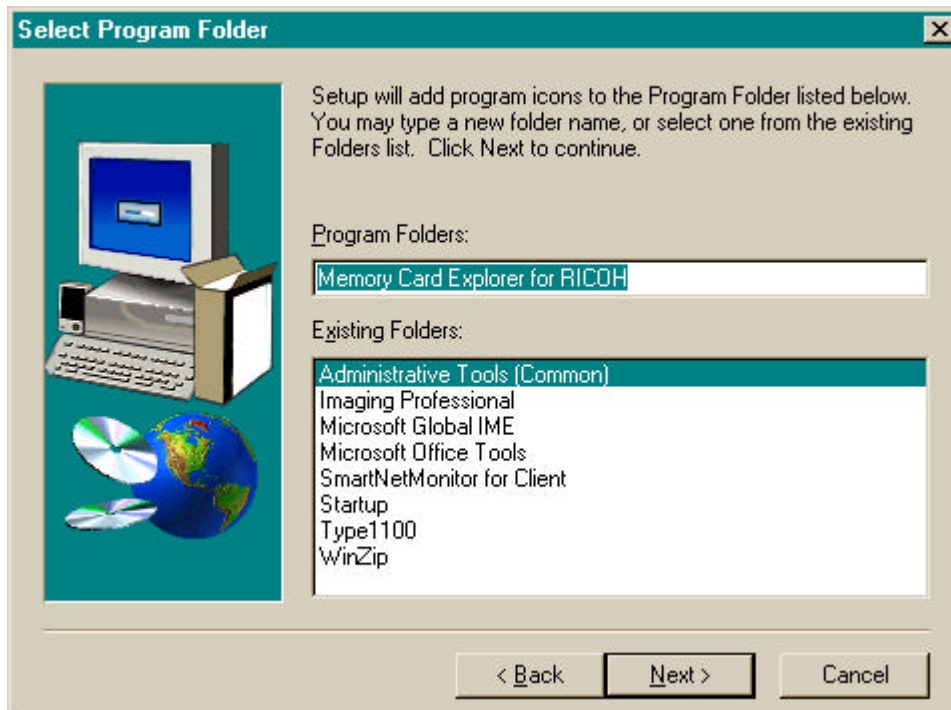 Select Program Folder
Setup will add program icons to the Program Folder listed below.
You may type a new folder name, or select one from the existing
Folders list.  Click Next to continue.
Program Folders:
Memory Card Explorer for RICOH
Existing Folders:
Administrative Tools (Common)
Imaging Professional
Microsoft Global IME
Microsoft Office Tools
SmartNetMonitor for Client
Startup
Type1100
WinZip
< Back
Next >
Cancel